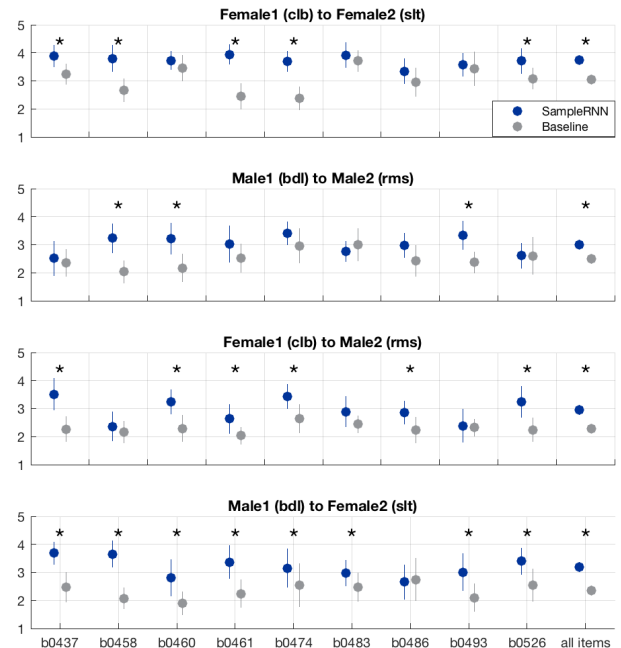 Female1 (clb) to Female2 (slt)
5
* * * * * *
4
3
2
1
SampleRNN
Baseline
Male1 (bdl) to Male2 (rms)
5
* * * *
4
3
2
1
Female1 (clb) to Male2 (rms)
5
* * * * * * *
4
3
2
1
Male1 (bdl) to Female2 (slt)
5
* * * * * * * * *
4
3
2
1
b0437 b0458 b0460 b0461 b0474 b0483 b0486 b0493 b0526 all items